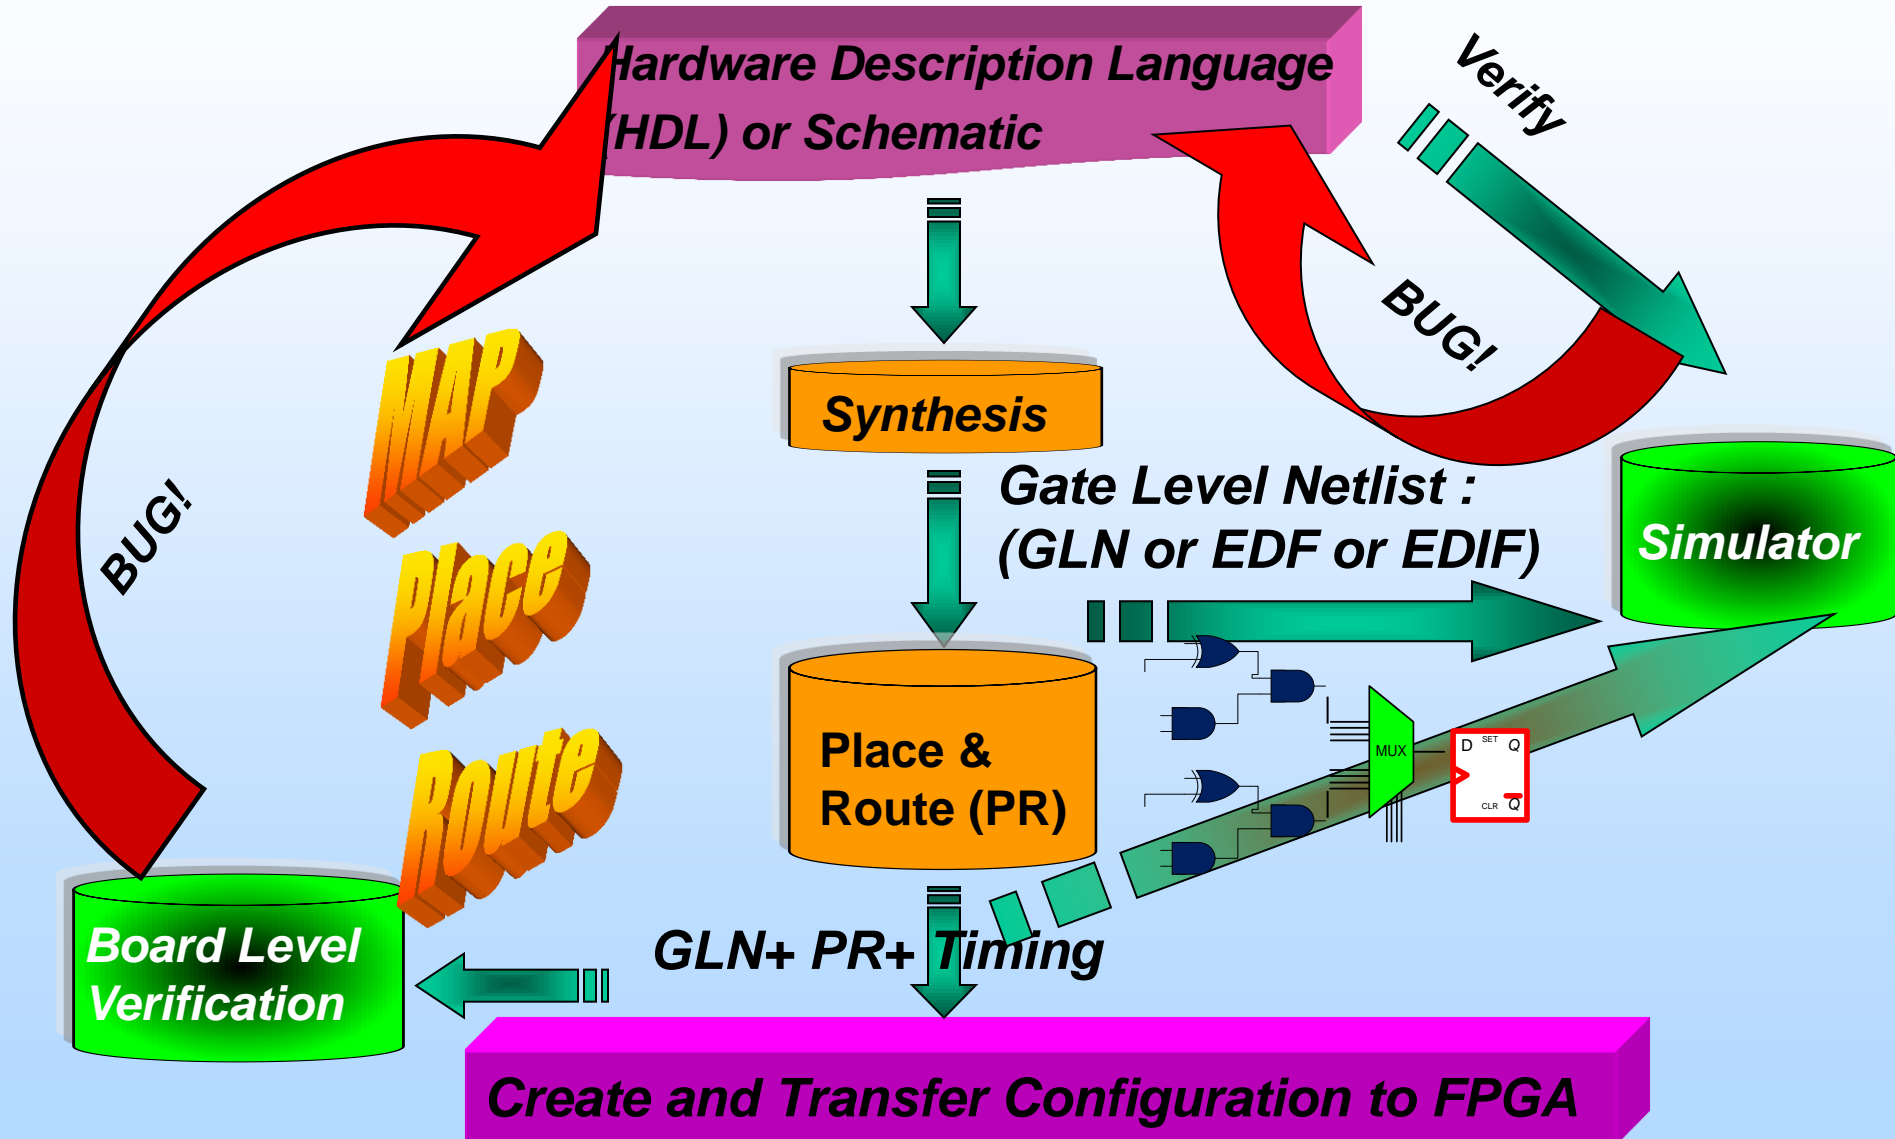 Hardware Description Language
(HDL) or Schematic
Verify
BUG!
MAP
Synthesis
Gate Level Netlist :
(GLN or EDF or EDIF)
Simulator
BUG!
Place
Place &
Route (PR)
MUX
D SET Q
CLR Q
Route
Board Level
Verification
GLN+ PR+ Timing
Create and Transfer Configuration to FPGA